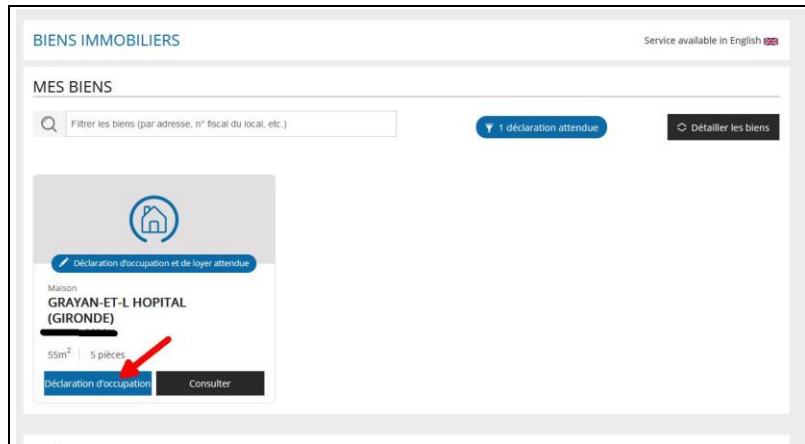 BIENS IMMOBILIERS
Service available in English
MES BIENS
Filtrer les biens (par adresse, n° fiscal du local, etc.)
1 déclaration attendue
Détailler les biens
Déclaration d'occupation et de loyer attendue
Maison
GRAYAN-ET-L HOPITAL
(GIRONDE)
55m² | 5 pièces
Déclaration d'occupation
Consulter